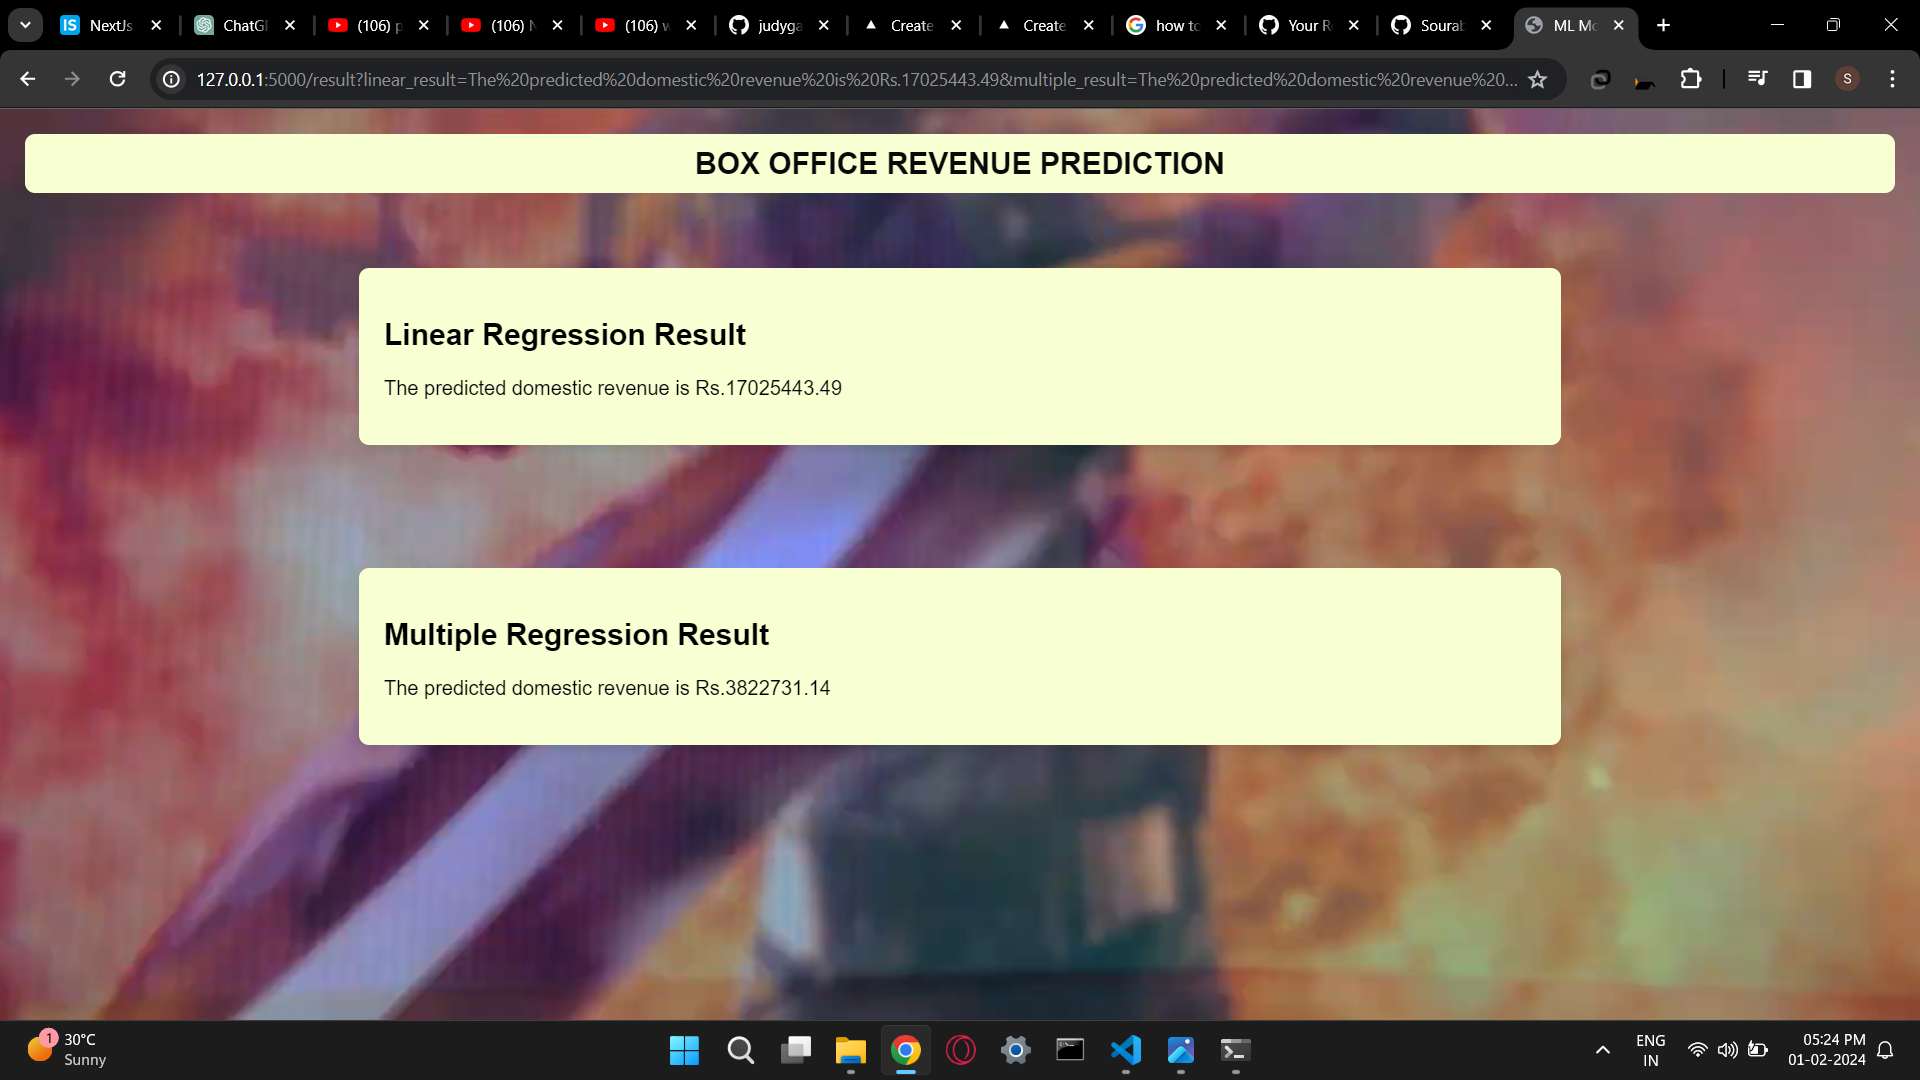 NextJs
ChatG
(106) p
(106) N
(106) w
judyga
Create
Create
how to
Your R
Sourab
ML Mo
127.0.0.1:5000/result?linear_result=The%20predicted%20domestic%20revenue%20is%20Rs.17025443.49&multiple_result=The%20predicted%20domestic%20revenue%20...
S
BOX OFFICE REVENUE PREDICTION
Linear Regression Result
The predicted domestic revenue is Rs.17025443.49
Multiple Regression Result
The predicted domestic revenue is Rs.3822731.14
1
30°C
Sunny
ENG
IN
05:24 PM
01-02-2024